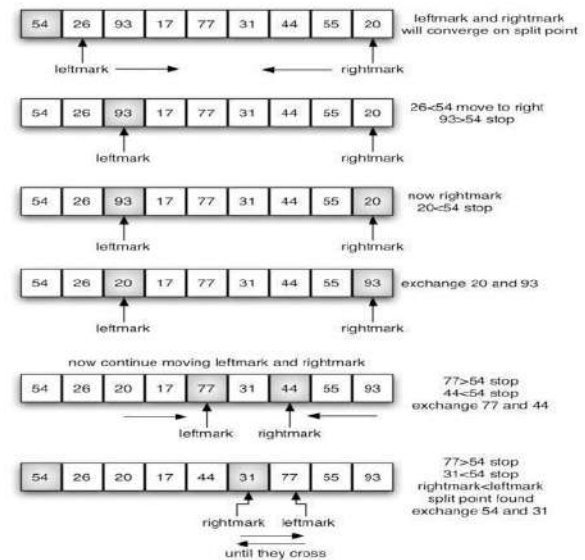 54 26 93 17 77 31 44 55 20
leftmark and rightmark
will converge on split point
leftmark
rightmark
54 26 93 17 77 31 44 55 20
26<54 move to right
93>54 stop
leftmark
rightmark
54 26 93 17 77 31 44 55 20
now rightmark
20<54 stop
leftmark
rightmark
54 26 20 17 77 31 44 55 93
exchange 20 and 93
leftmark
rightmark
now continue moving leftmark and rightmark
54 26 20 17 77 31 44 55 93
77>54 stop
44<54 stop
exchange 77 and 44
leftmark
rightmark
54 26 20 17 44 31 77 55 93
77>54 stop
31<54 stop
rightmark<leftmark
split point found
exchange 54 and 31
rightmark
leftmark
until they cross